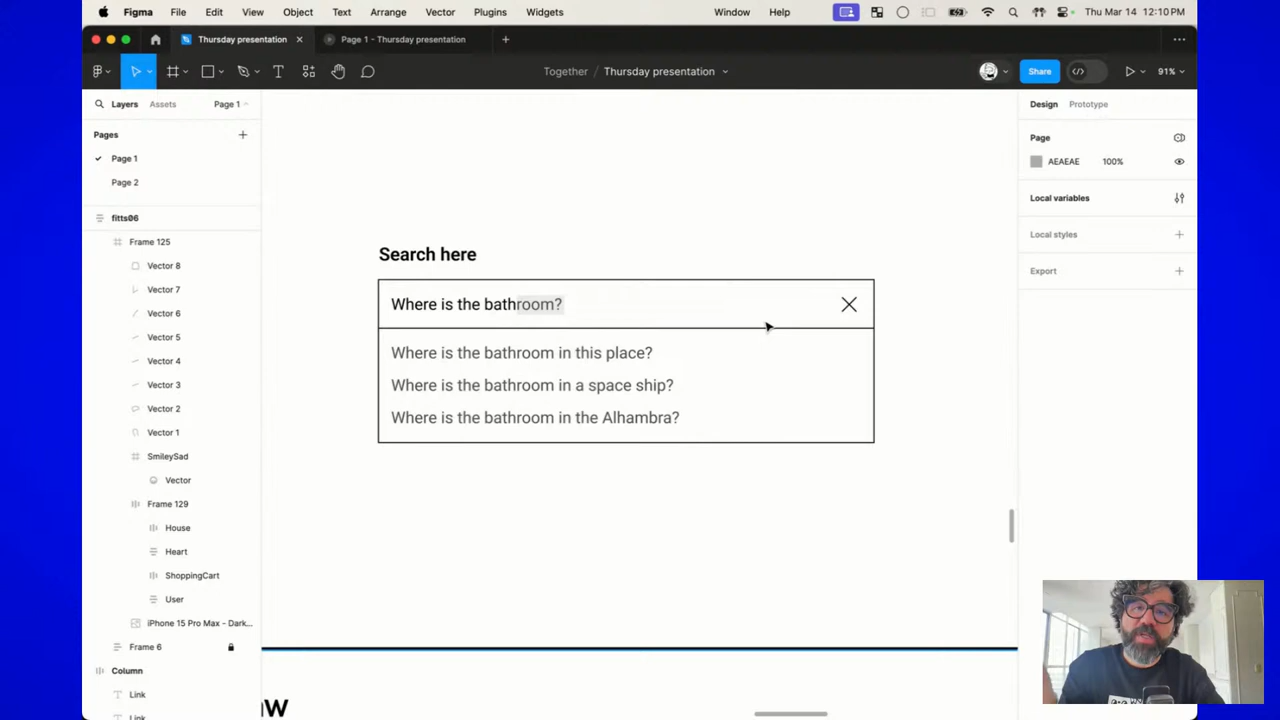 Figma File Edit View Object Text Arrange Vector Plugins Widgets Window Help Thu Mar 14 12:10 PM
Thursday presentation Page 1 - Thursday presentation
Together / Thursday presentation Share 91%
Layers Assets Page 1
Pages
Page 1
Page 2
fitts06
Frame 125
Vector 8
Vector 7
Vector 6
Vector 5
Vector 4
Vector 3
Vector 2
Vector 1
SmileySad
Vector
Frame 129
House
Heart
ShoppingCart
User
iPhone 15 Pro Max - Dark...
Frame 6
Column
Link
Link
Search here
Where is the bathroom?
Where is the bathroom in this place?
Where is the bathroom in a space ship?
Where is the bathroom in the Alhambra?
Design Prototype
Page
AEAEAE 100%
Local variables
Local styles
Export